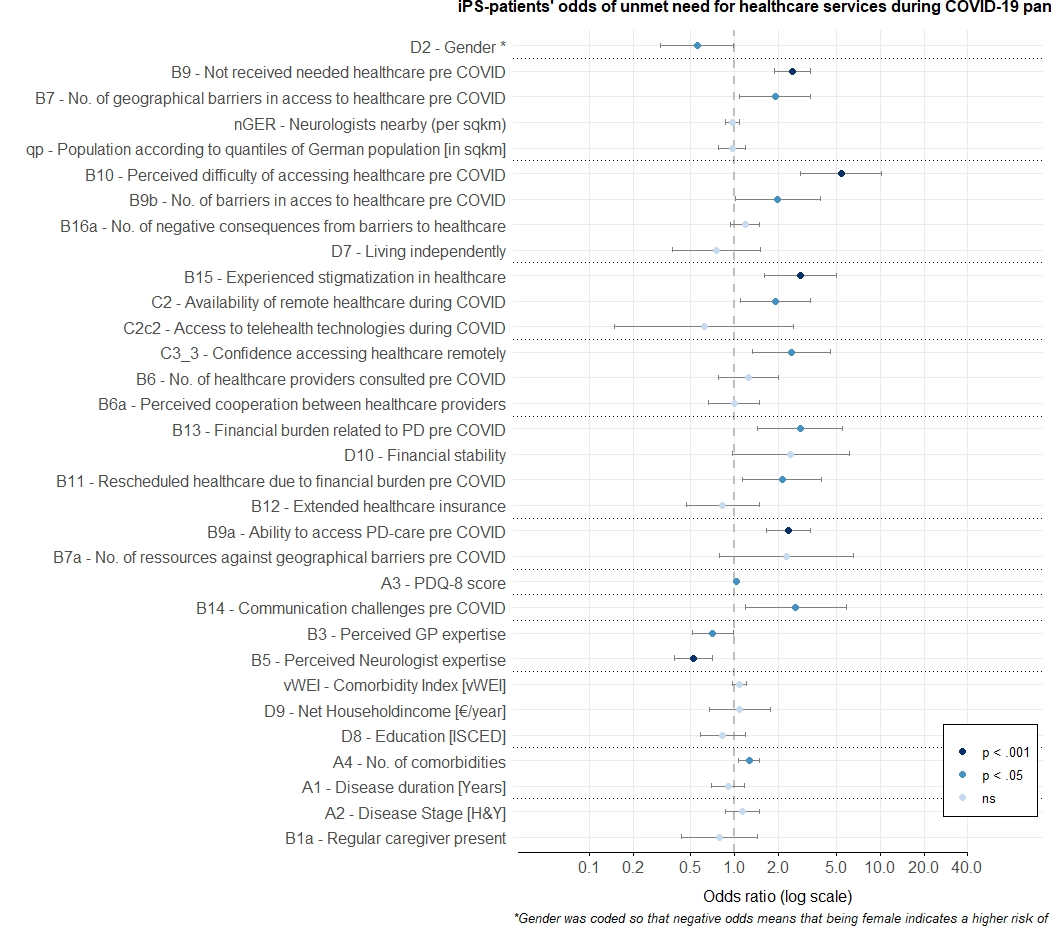 iPS-patients' odds of unmet need for healthcare services during COVID-19 pan
D2 - Gender *
B9 - Not received needed healthcare pre COVID
B7 - No. of geographical barriers in access to healthcare pre COVID
nGER - Neurologists nearby (per sqkm)
qp - Population according to quantiles of German population [in sqkm]
B10 - Perceived difficulty of accessing healthcare pre COVID
B9b - No. of barriers in acces to healthcare pre COVID
B16a - No. of negative consequences from barriers to healthcare
D7 - Living independently
B15 - Experienced stigmatization in healthcare
C2 - Availability of remote healthcare during COVID
C2c2 - Access to telehealth technologies during COVID
C3_3 - Confidence accessing healthcare remotely
B6 - No. of healthcare providers consulted pre COVID
B6a - Perceived cooperation between healthcare providers
B13 - Financial burden related to PD pre COVID
D10 - Financial stability
B11 - Rescheduled healthcare due to financial burden pre COVID
B12 - Extended healthcare insurance
B9a - Ability to access PD-care pre COVID
B7a - No. of ressources against geographical barriers pre COVID
A3 - PDQ-8 score
B14 - Communication challenges pre COVID
B3 - Perceived GP expertise
B5 - Perceived Neurologist expertise
vWEI - Comorbidity Index [vWEI]
D9 - Net Householdincome [€/year]
D8 - Education [ISCED]
A4 - No. of comorbidities
A1 - Disease duration [Years]
A2 - Disease Stage [H&Y]
B1a - Regular caregiver present
p < .001
p < .05
ns
0.1 0.2 0.5 1.0 2.0 5.0 10.0 20.0 40.0
Odds ratio (log scale)
*Gender was coded so that negative odds means that being female indicates a higher risk of